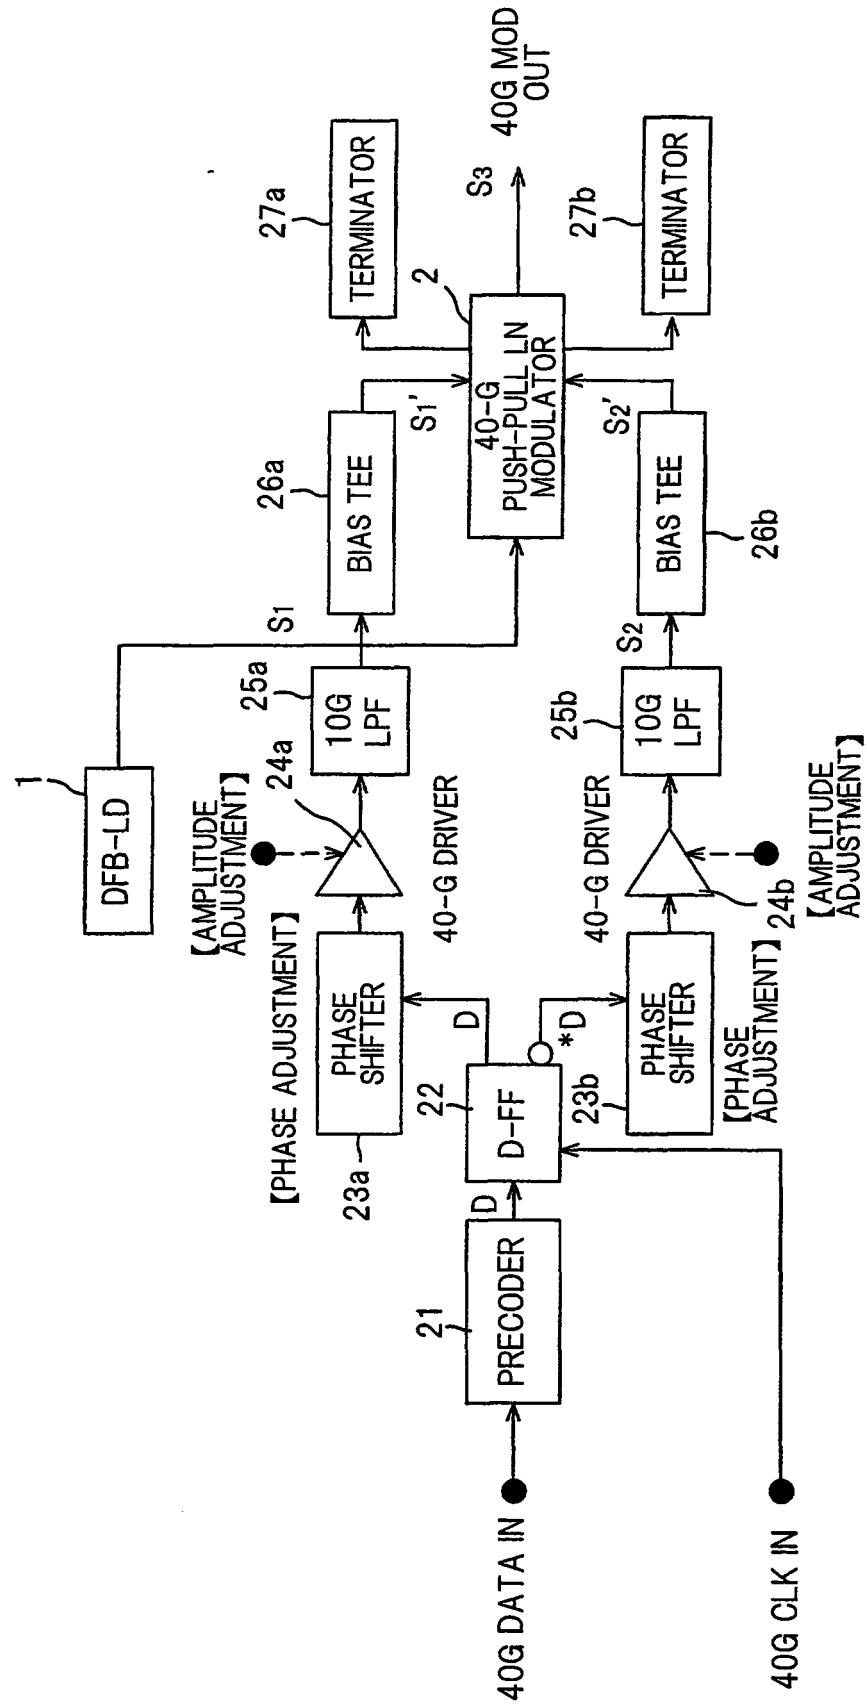 40G DATA IN
40G CLK IN
21
PRECODER
D
22
D-FF
D
*D
【PHASE ADJUSTMENT】
23a
PHASE
SHIFTER
23b
PHASE
SHIFTER
【PHASE
ADJUSTMENT】
1
DFB-LD
【AMPLITUDE
ADJUSTMENT】
24a
40-G DRIVER
40-G DRIVER
24b
【AMPLITUDE
ADJUSTMENT】
25a
10G
LPF
25b
10G
LPF
S1
S2
26a
BIAS TEE
26b
BIAS TEE
S1'
S2'
2
40-G
PUSH-PULL LN
MODULATOR
27a
TERMINATOR
27b
TERMINATOR
S3
40G MOD
OUT